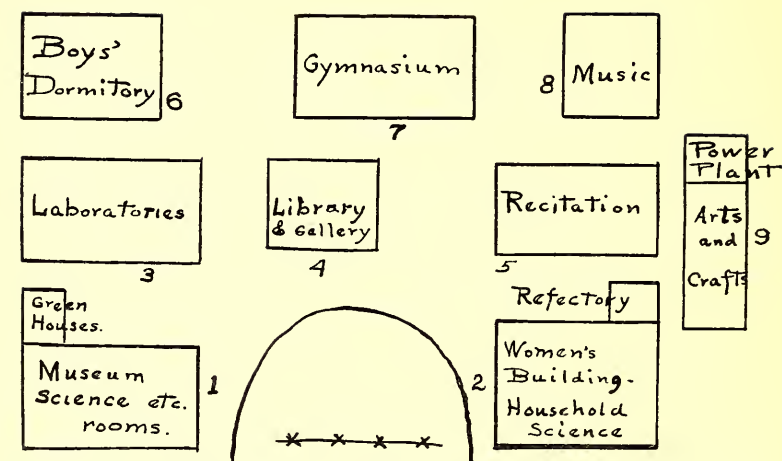 Boys'
Dormitory
6
Gymnasium
7
8
Music
Laboratories
3
Library
& Gallery
4
Recitation
5
Power
Plant
Arts
and
Crafts
9
Green
Houses.
Museum
Science etc.
rooms.
1
Refectory
2
Women's
Building-
Household
Science